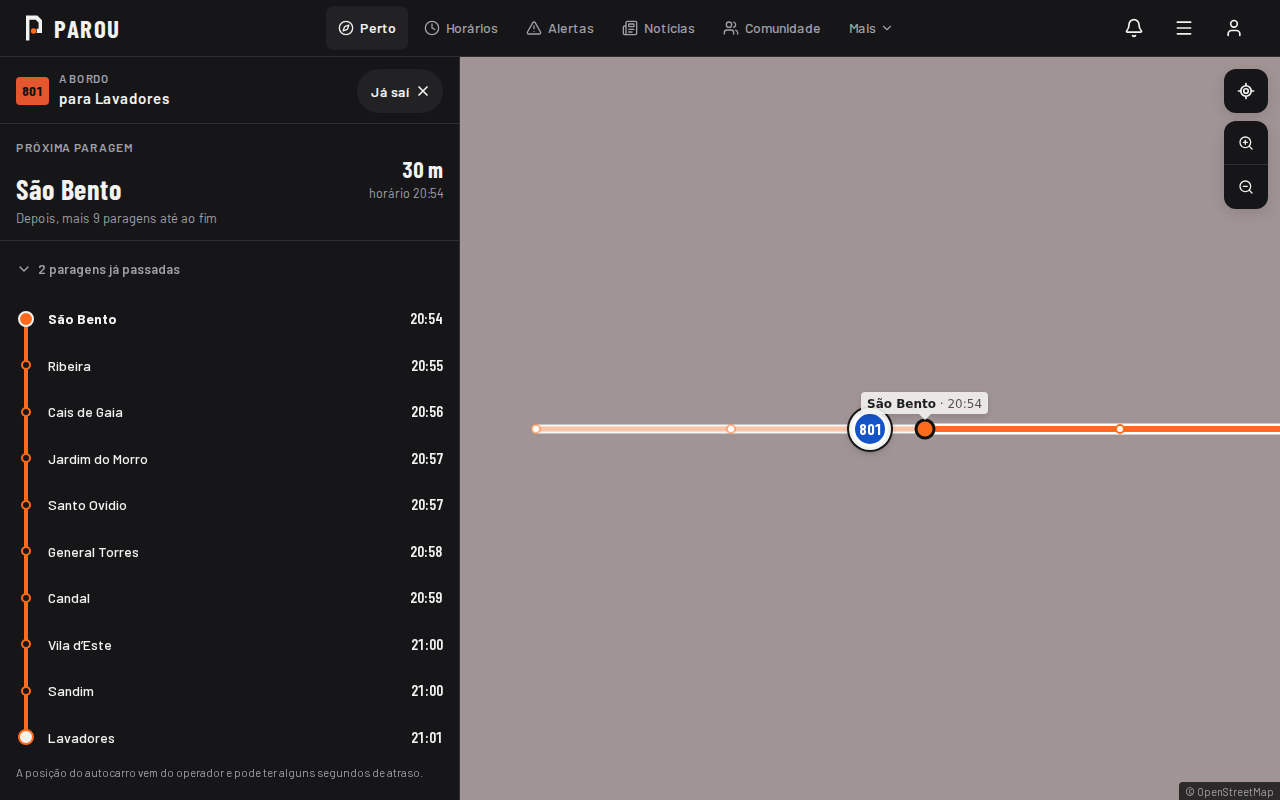 PAROU
Perto
Horários
Alertas
Notícias
Comunidade
Mais
801
A BORDO
para Lavadores
Já saí
PRÓXIMA PARAGEM
São Bento
30 m
horário 20:54
Depois, mais 9 paragens até ao fim
2 paragens já passadas
São Bento 20:54
Ribeira 20:55
Cais de Gaia 20:56
Jardim do Morro 20:57
Santo Ovídio 20:57
General Torres 20:58
Candal 20:59
Vila d’Este 21:00
Sandim 21:00
Lavadores 21:01
A posição do autocarro vem do operador e pode ter alguns segundos de atraso.
São Bento · 20:54
801
© OpenStreetMap